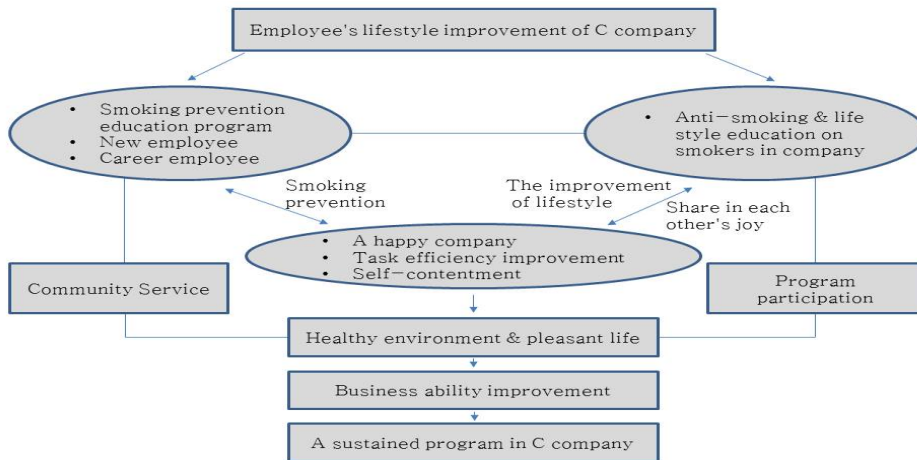 Employee's lifestyle improvement of C company
• Smoking prevention
education program
• New employee
• Career employee
• Anti-smoking & life
style education on
smokers in company
Smoking
prevention
The improvement
of lifestyle
Share in each
other's joy
• A happy company
• Task efficiency improvement
• Self-contentment
Community Service
Program
participation
Healthy environment & pleasant life
Business ability improvement
A sustained program in C company